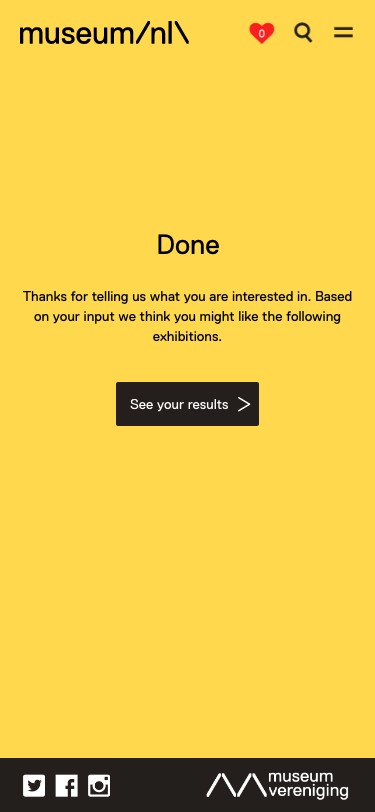 museum/nl\
0
Done
Thanks for telling us what you are interested in. Based
on your input we think you might like the following
exhibitions.
See your results
museum
vereniging